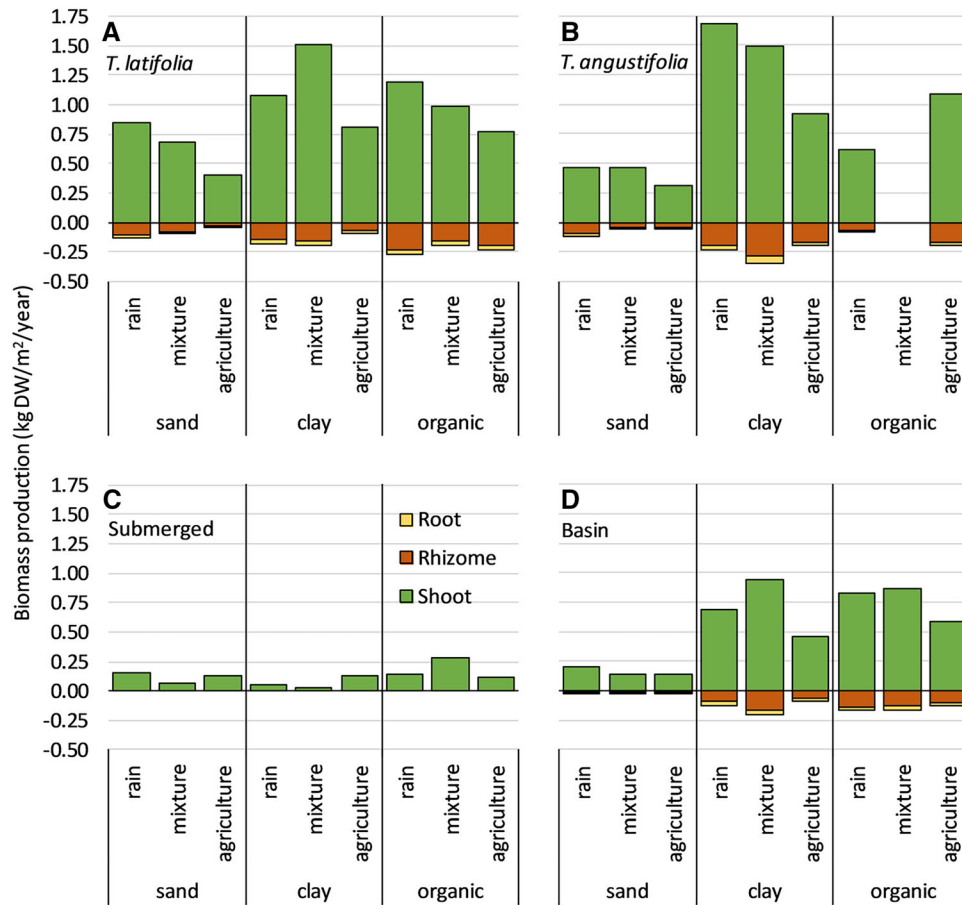 Biomass production (kg DW/m²/year)
A
T. latifolia
1.75
1.50
1.25
1.00
0.75
0.50
0.25
0.00
-0.25
-0.50
rain
mixture
agriculture
rain
mixture
agriculture
rain
mixture
agriculture
sand
clay
organic
B
T. angustifolia
rain
mixture
agriculture
rain
mixture
agriculture
rain
mixture
agriculture
sand
clay
organic
C
Submerged
1.75
1.50
1.25
1.00
0.75
0.50
0.25
0.00
-0.25
-0.50
Root
Rhizome
Shoot
rain
mixture
agriculture
rain
mixture
agriculture
rain
mixture
agriculture
sand
clay
organic
D
Basin
rain
mixture
agriculture
rain
mixture
agriculture
rain
mixture
agriculture
sand
clay
organic